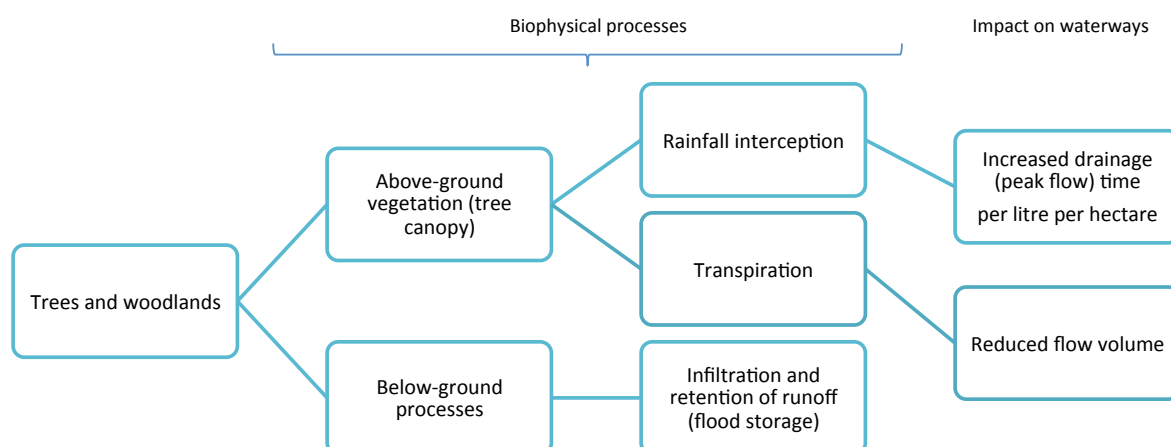 Biophysical processes
Impact on waterways
Rainfall interception
Increased drainage
(peak flow) time
per litre per hectare
Above-ground
vegetation (tree
canopy)
Transpiration
Trees and woodlands
Reduced flow volume
Below-ground
processes
Infiltration and
retention of runoff
(flood storage)